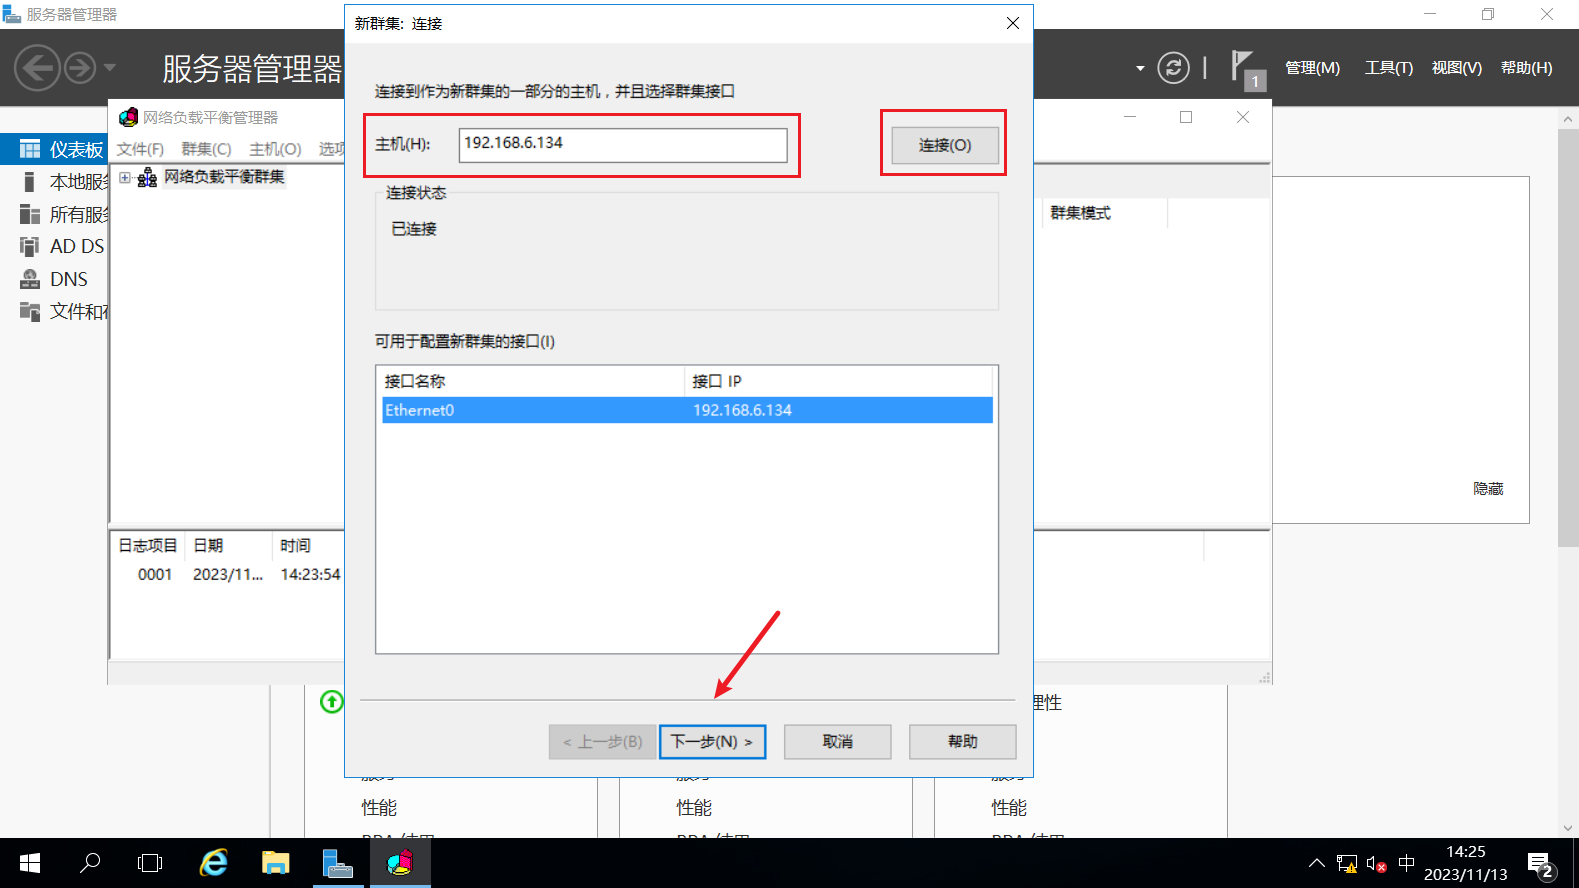 服务器管理器
新群集: 连接
服务器管理器
1
管理(M)
工具(T)
视图(V)
帮助(H)
网络负载平衡管理器
文件(F)
群集(C)
主机(O)
连接到作为新群集的一部分的主机，并且选择群集接口
主机(H):
192.168.6.134
连接(O)
仪表板
本地服
所有服
AD DS
DNS
文件和
网络负载平衡群集
群集模式
连接状态
已连接
可用于配置新群集的接口(I)
接口名称
接口 IP
Ethernet0
192.168.6.134
隐藏
日志项目
日期
时间
0001
2023/11...
14:23:54
理性
< 上一步(B)
下一步(N) >
取消
帮助
性能
性能
性能
中
14:25
2023/11/13
2